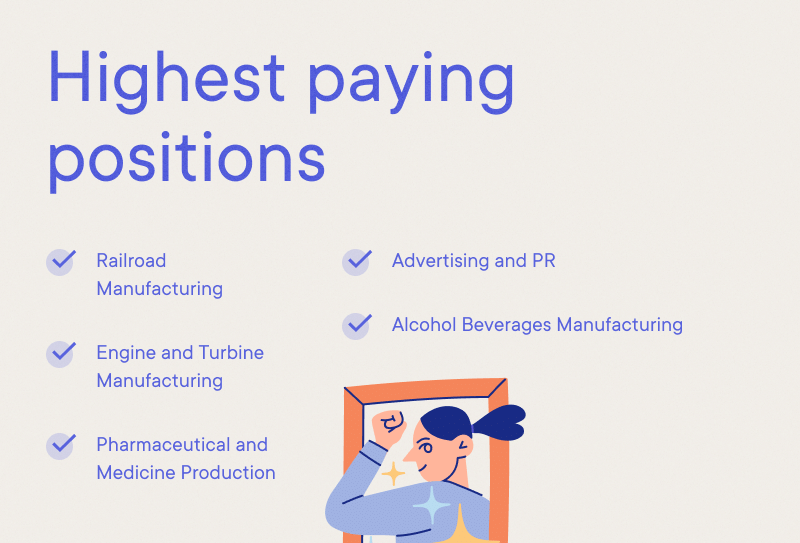 Highest paying
positions
Railroad
Manufacturing
Engine and Turbine
Manufacturing
Pharmaceutical and
Medicine Production
Advertising and PR
Alcohol Beverages Manufacturing